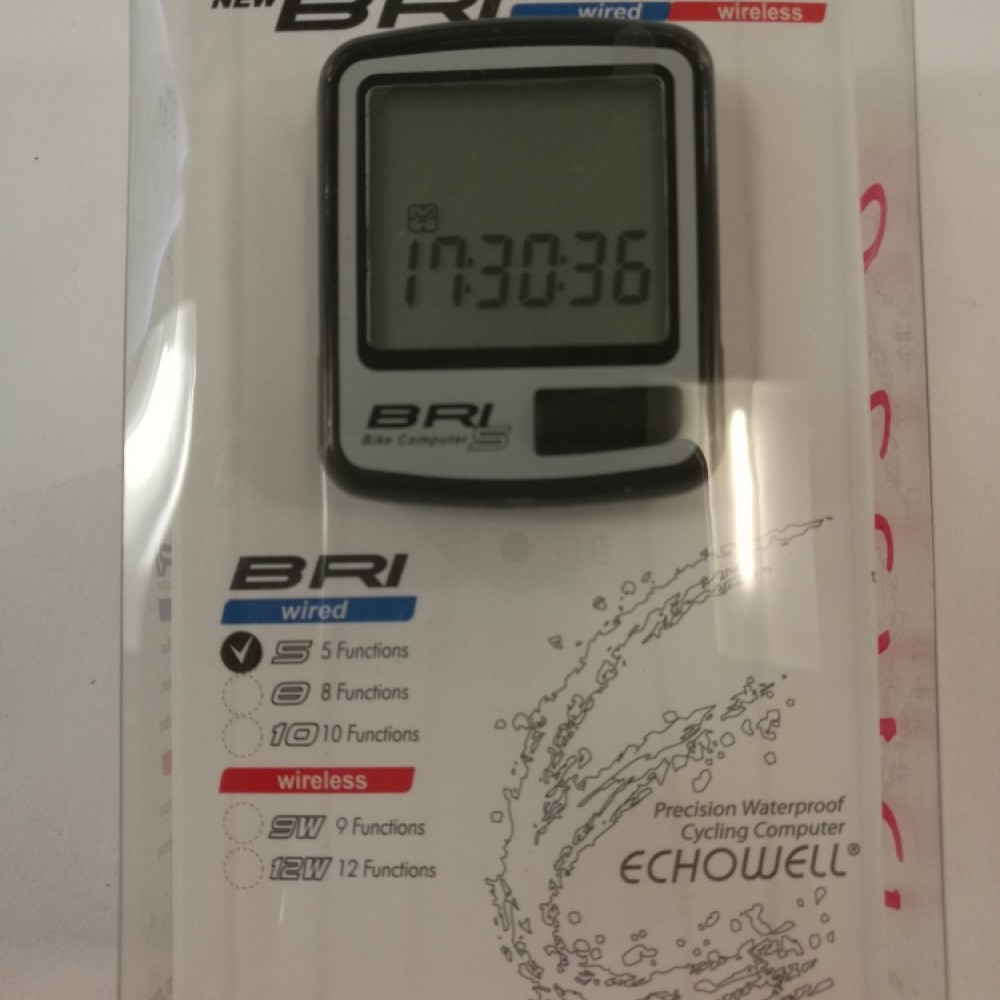 NEW BRI wired wireless
17:30:36
BRI
Bike Computer S
BRI
wired
5 5 Functions
8 8 Functions
10 10 Functions
wireless
9W 9 Functions
12W 12 Functions
Precision Waterproof
Cycling Computer
ECHOWELL®